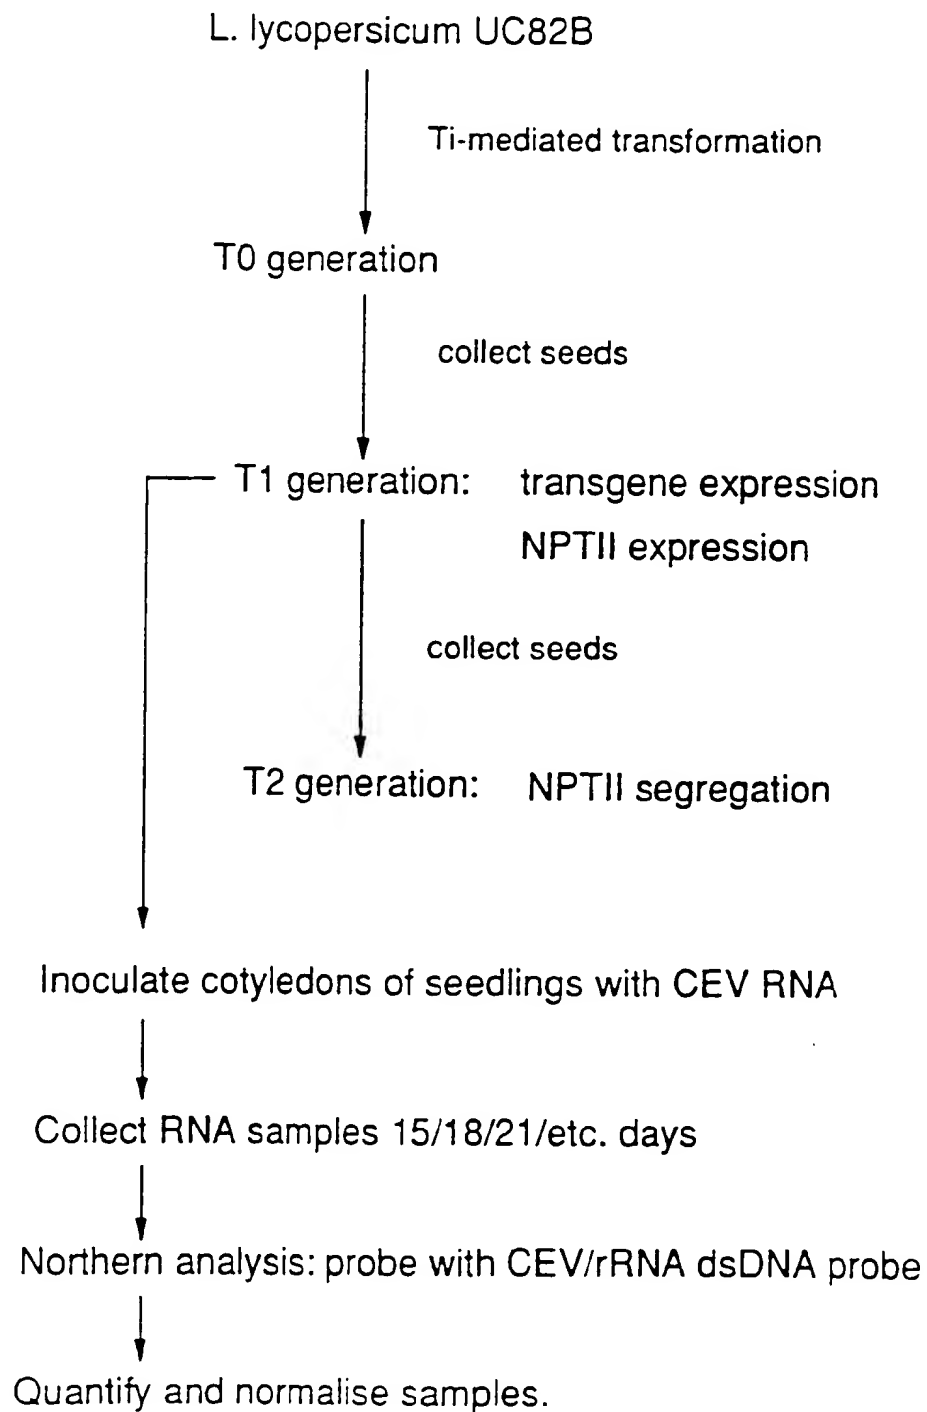 L. lycopersicum UC82B
Ti-mediated transformation
T0 generation
collect seeds
T1 generation: transgene expression
NPTII expression
collect seeds
T2 generation: NPTII segregation
Inoculate cotyledons of seedlings with CEV RNA
Collect RNA samples 15/18/21/etc. days
Northern analysis: probe with CEV/rRNA dsDNA probe
Quantify and normalise samples.